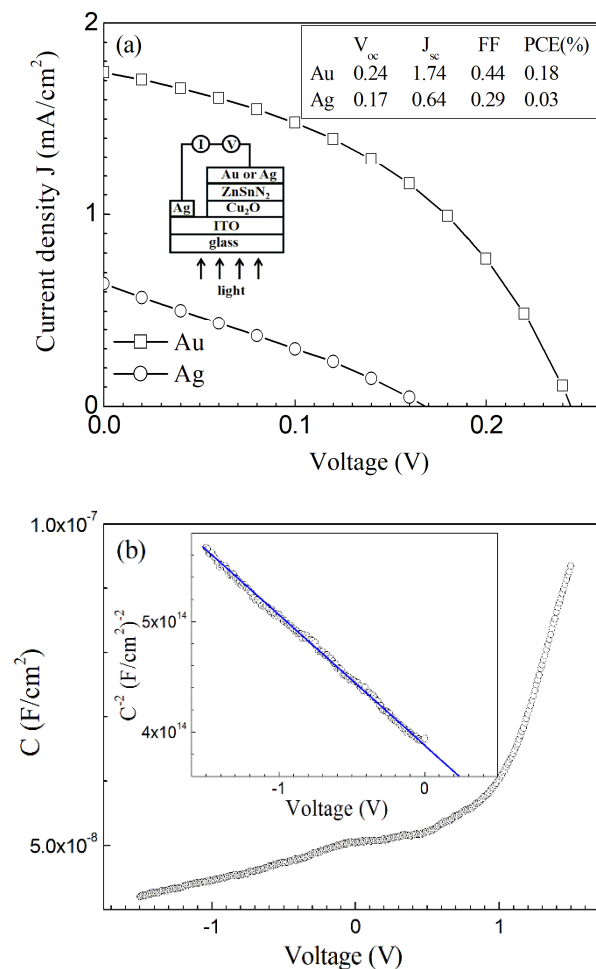 (a)
V_oc J_sc FF PCE(%)
Au 0.24 1.74 0.44 0.18
Ag 0.17 0.64 0.29 0.03
2
1
0
Current density J (mA/cm²)
I V
Au or Ag
ZnSnN₂
Ag Cu₂O
ITO
glass
light
Au
Ag
0.0 0.1 0.2
Voltage (V)
(b)
1.0x10⁻⁷
5.0x10⁻⁸
C (F/cm²)
5x10¹⁴
4x10¹⁴
C⁻² (F/cm²)⁻²
-1 0
Voltage (V)
-1 0 1
Voltage (V)